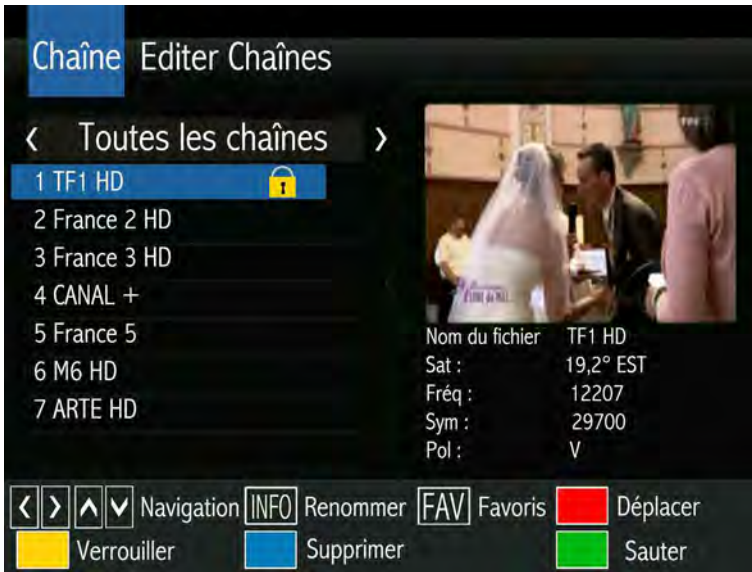 Chaîne Editer Chaînes
‹ Toutes les chaînes ›
1 TF1 HD
2 France 2 HD
3 France 3 HD
4 CANAL +
5 France 5
6 M6 HD
7 ARTE HD
Nom du fichier TF1 HD
Sat : 19,2° EST
Fréq : 12207
Sym : 29700
Pol : V
Navigation INFO Renommer FAV Favoris Déplacer
Verrouiller Supprimer Sauter